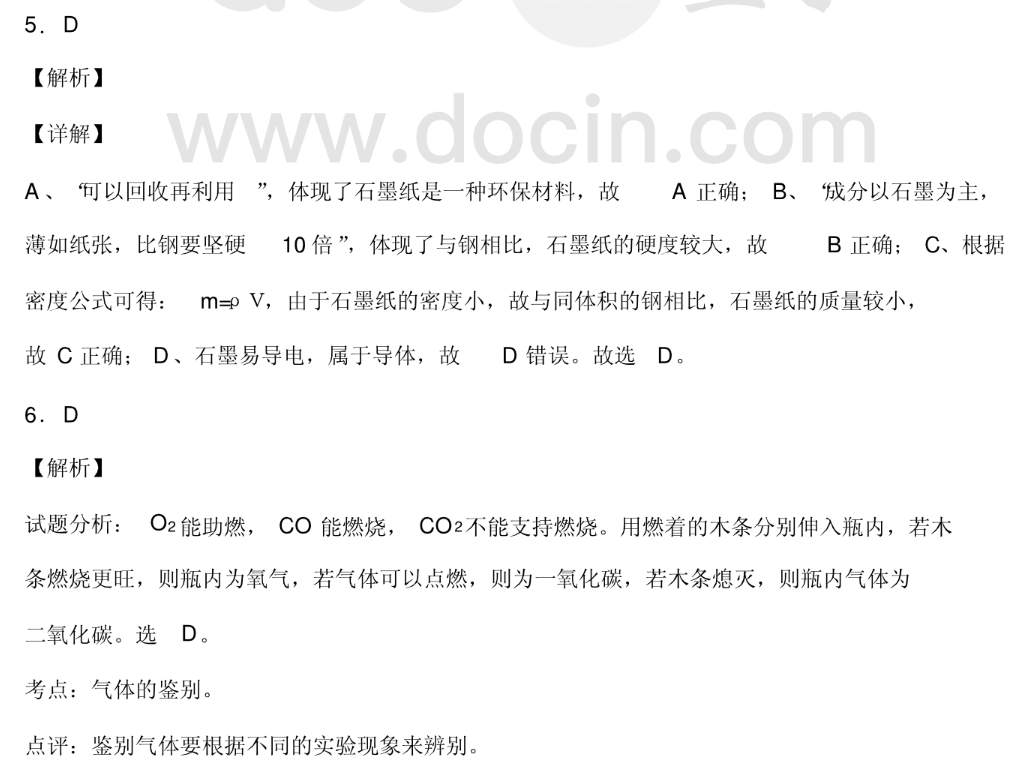 5．D
【解析】
www.docin.com
【详解】
A 、“可以回收再利用 ”，体现了石墨纸是一种环保材料，故 A 正确； B、“成分以石墨为主，
薄如纸张，比钢要坚硬 10 倍 ”，体现了与钢相比，石墨纸的硬度较大，故 B 正确； C、根据
密度公式可得： m=ρ V，由于石墨纸的密度小，故与同体积的钢相比，石墨纸的质量较小，
故 C 正确； D 、石墨易导电，属于导体，故 D 错误。故选 D 。
6．D
【解析】
试题分析： O₂ 能助燃， CO 能燃烧， CO₂ 不能支持燃烧。用燃着的木条分别伸入瓶内，若木
条燃烧更旺，则瓶内为氧气，若气体可以点燃，则为一氧化碳，若木条熄灭，则瓶内气体为
二氧化碳。选 D 。
考点：气体的鉴别。
点评：鉴别气体要根据不同的实验现象来辨别。